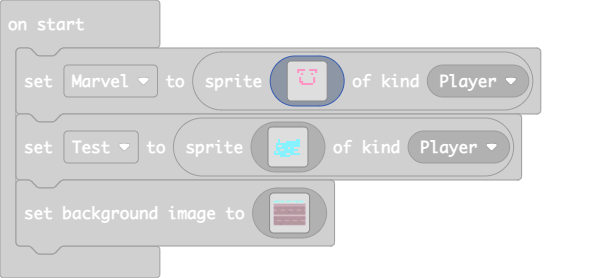 on start
set Marvel to sprite of kind Player
set Test to sprite of kind Player
set background image to